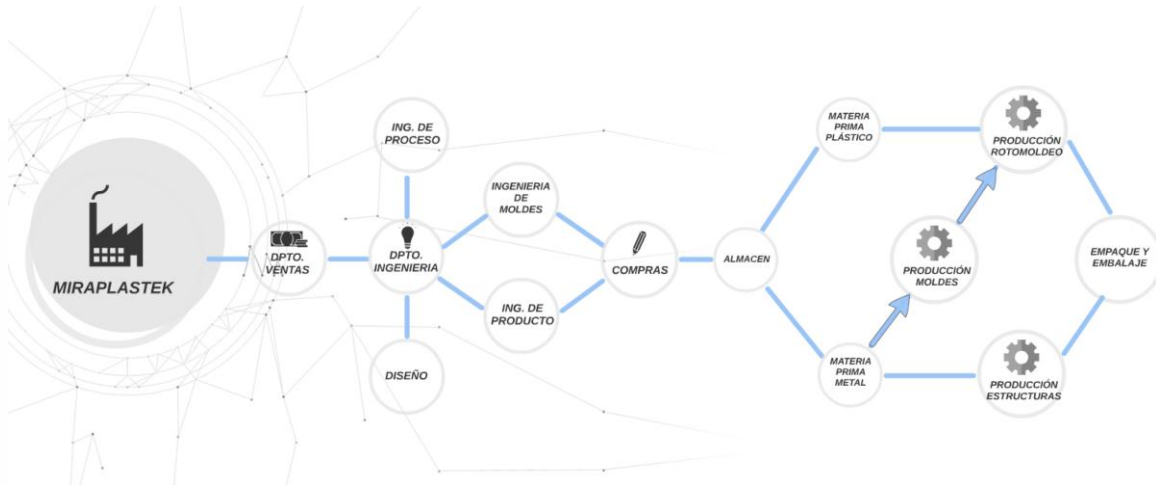 MIRAPLASTEK
DPTO.
VENTAS
ING. DE
PROCESO
DPTO.
INGENIERIA
DISEÑO
INGENIERIA
DE
MOLDES
ING. DE
PRODUCTO
COMPRAS
ALMACEN
MATERIA
PRIMA
PLÁSTICO
MATERIA
PRIMA
METAL
PRODUCCIÓN
MOLDES
PRODUCCIÓN
ROTOMOLDEO
PRODUCCIÓN
ESTRUCTURAS
EMPAQUE Y
EMBALAJE